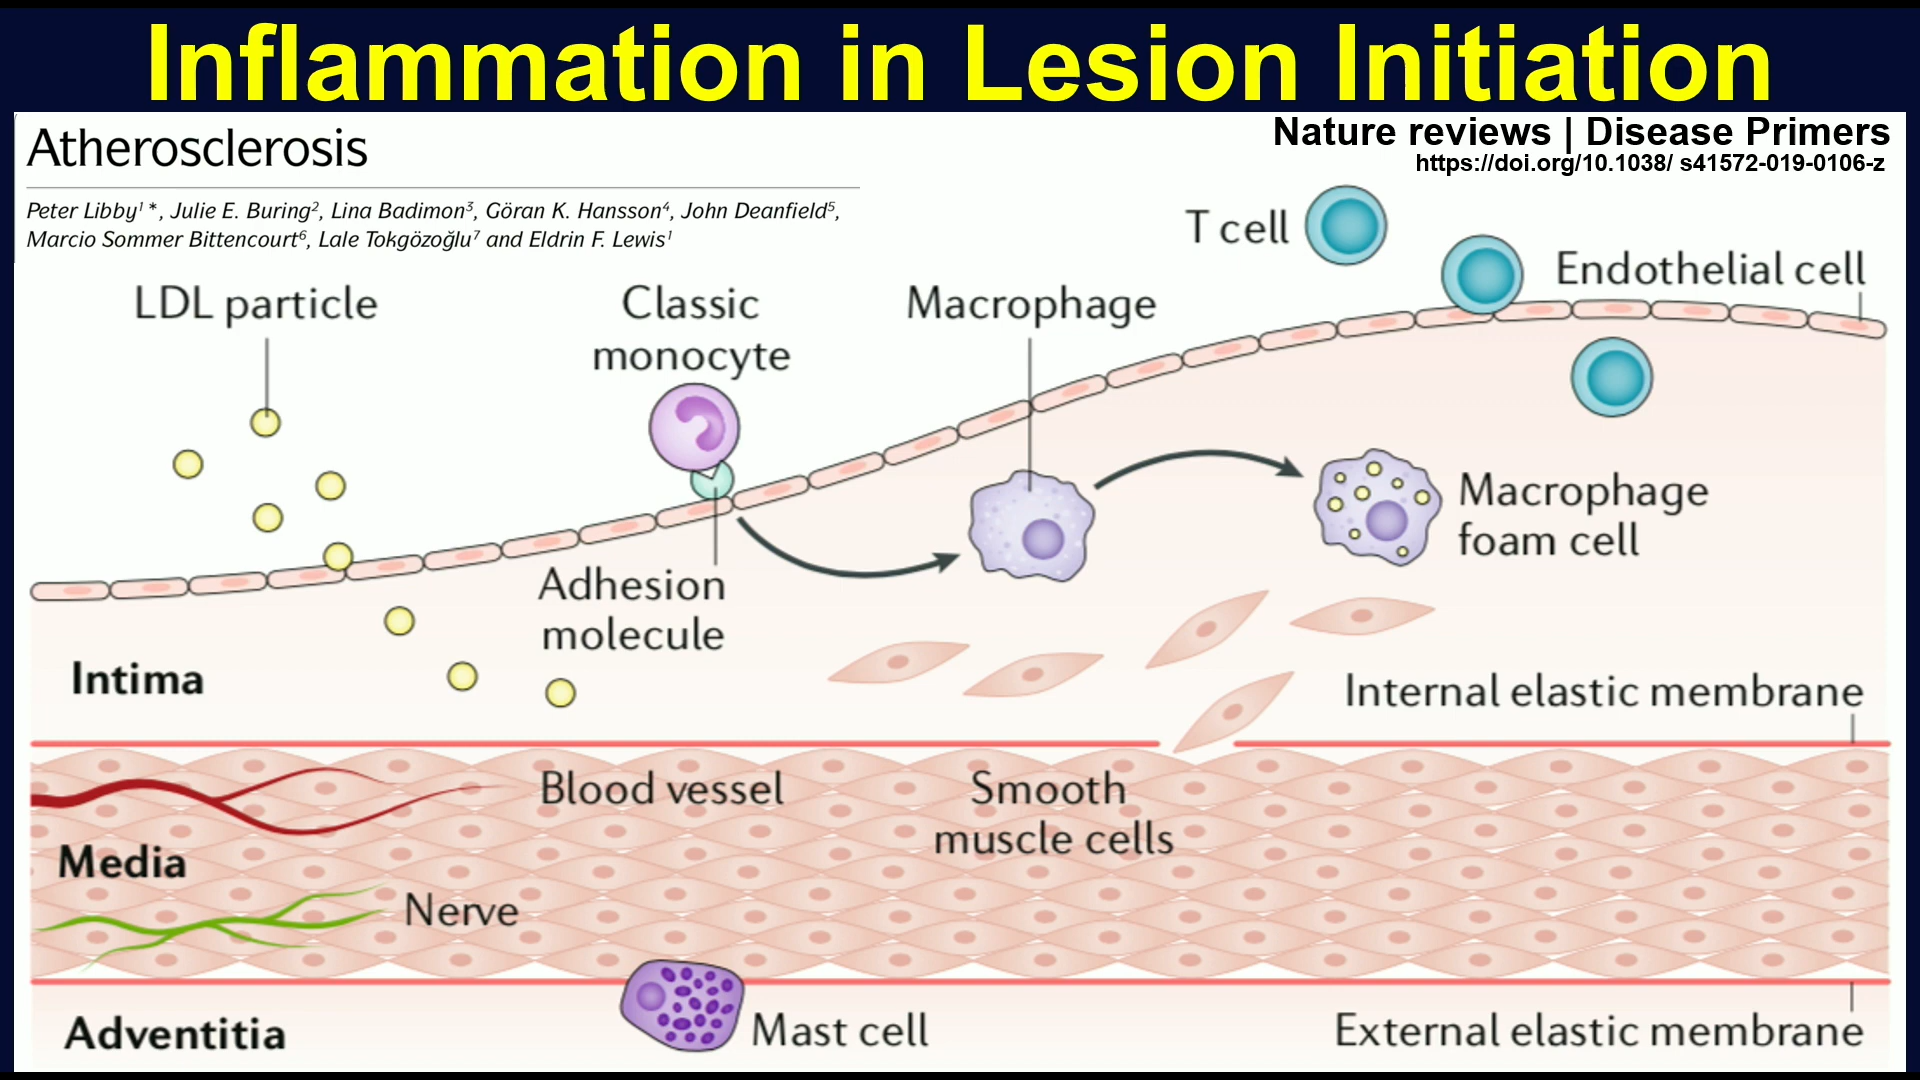 Inflammation in Lesion Initiation
Atherosclerosis
Nature reviews | Disease Primers
https://doi.org/10.1038/ s41572-019-0106-z
Peter Libby¹*, Julie E. Buring², Lina Badimon³, Göran K. Hansson⁴, John Deanfield⁵,
Marcio Sommer Bittencourt⁶, Lale Tokgözoğlu⁷ and Eldrin F. Lewis¹
T cell
Endothelial cell
LDL particle
Classic
monocyte
Macrophage
Macrophage
foam cell
Adhesion
molecule
Intima
Internal elastic membrane
Blood vessel
Smooth
muscle cells
Media
Nerve
Adventitia
Mast cell
External elastic membrane